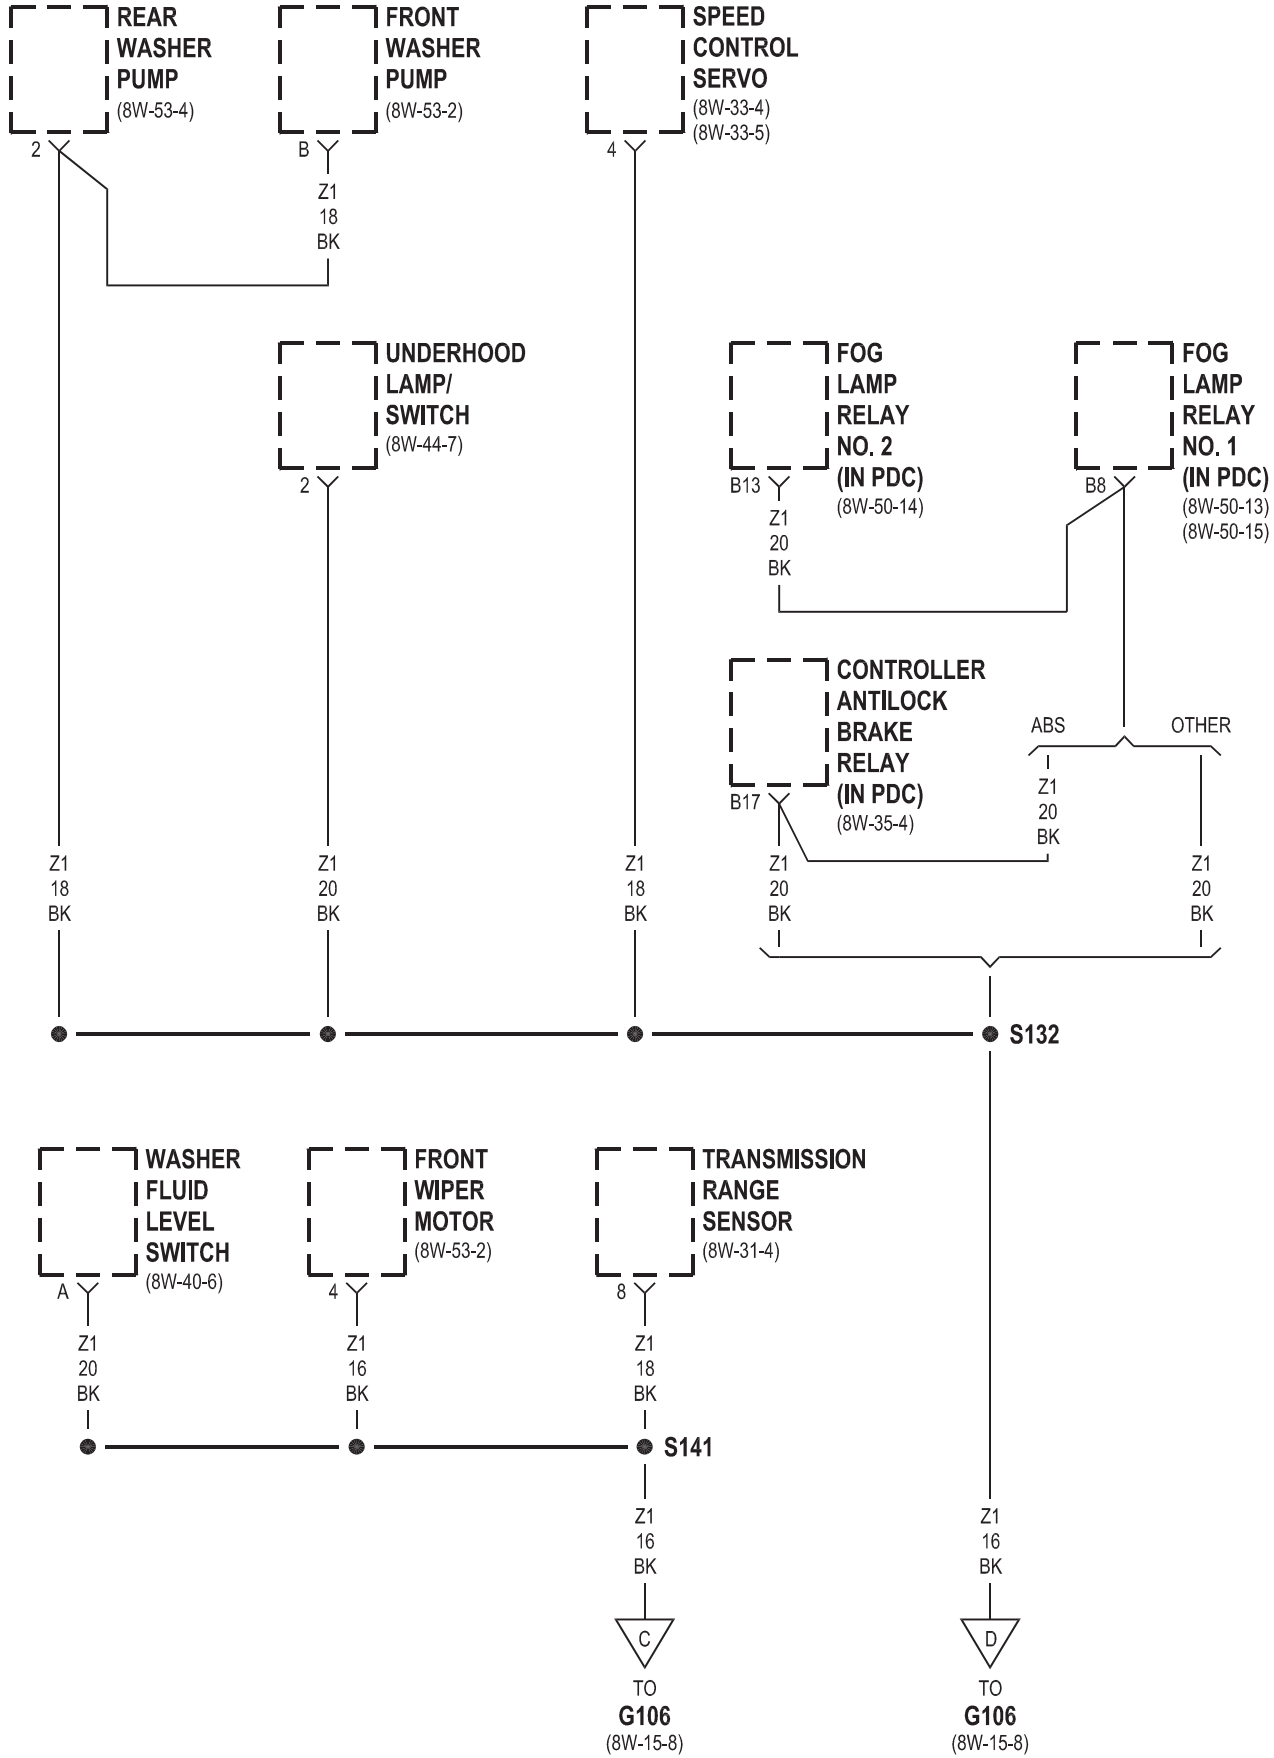 REAR
WASHER
PUMP
(8W-53-4)
2
FRONT
WASHER
PUMP
(8W-53-2)
B
Z1
18
BK
SPEED
CONTROL
SERVO
(8W-33-4)
(8W-33-5)
4
UNDERHOOD
LAMP/
SWITCH
(8W-44-7)
2
FOG
LAMP
RELAY
NO. 2
(IN PDC)
(8W-50-14)
B13
Z1
20
BK
FOG
LAMP
RELAY
NO. 1
(IN PDC)
(8W-50-13)
(8W-50-15)
B8
CONTROLLER
ANTILOCK
BRAKE
RELAY
(IN PDC)
(8W-35-4)
B17
ABS
OTHER
Z1
20
BK
Z1
18
BK
Z1
20
BK
Z1
18
BK
Z1
20
BK
Z1
20
BK
S132
WASHER
FLUID
LEVEL
SWITCH
(8W-40-6)
A
Z1
20
BK
FRONT
WIPER
MOTOR
(8W-53-2)
4
Z1
16
BK
TRANSMISSION
RANGE
SENSOR
(8W-31-4)
8
Z1
18
BK
S141
Z1
16
BK
C
TO
G106
(8W-15-8)
Z1
16
BK
D
TO
G106
(8W-15-8)